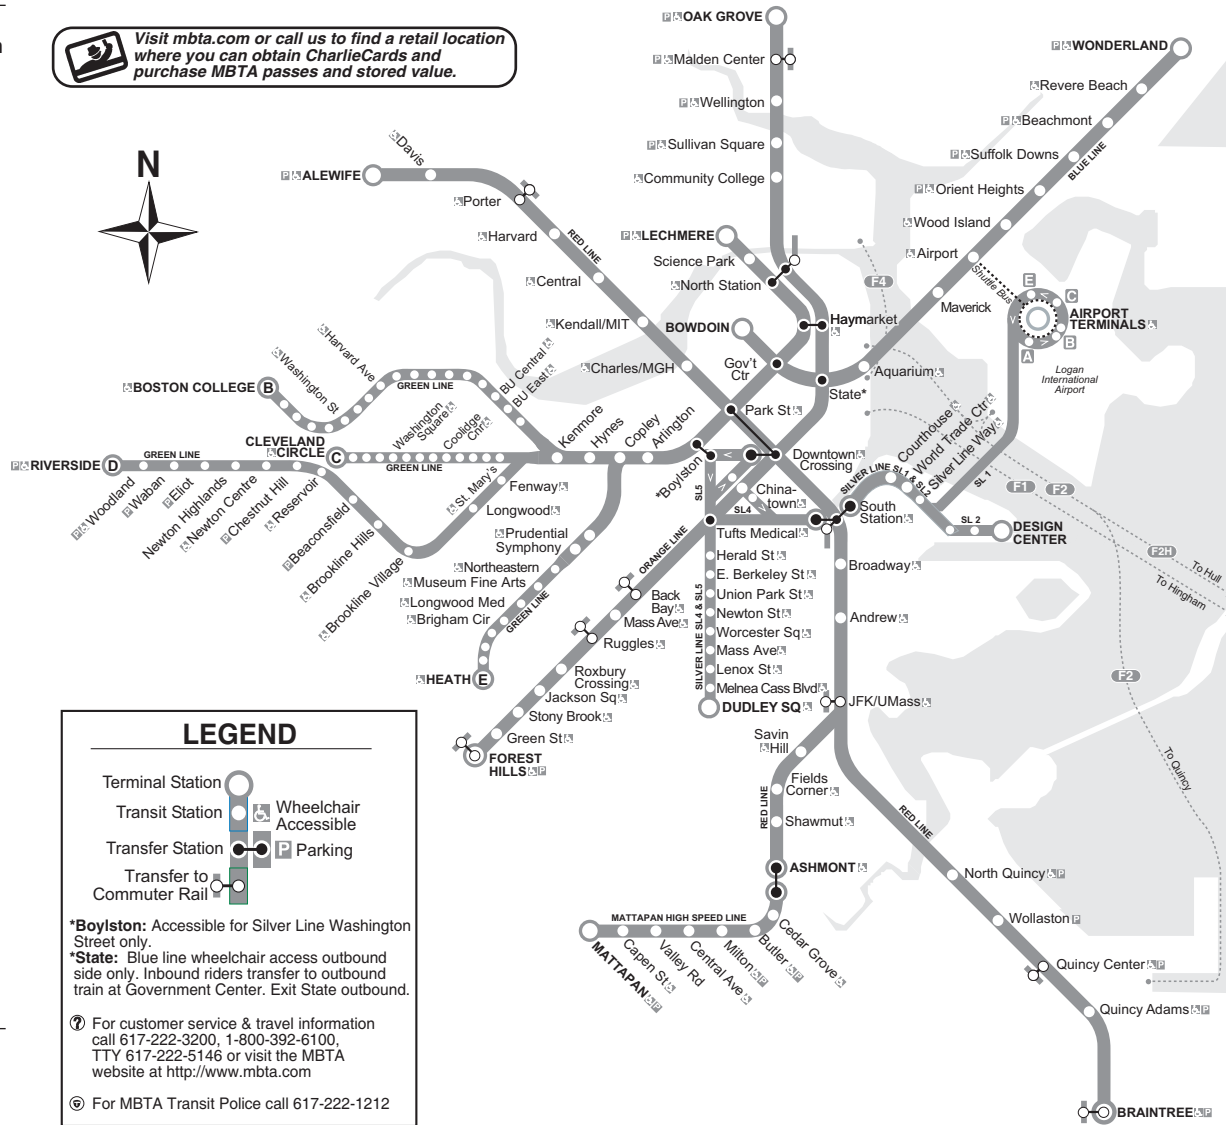 Visit mbta.com or call us to find a retail location
where you can obtain CharlieCards and
purchase MBTA passes and stored value.
N
OAK GROVE
Malden Center
Wellington
Sullivan Square
Community College
WONDERLAND
Revere Beach
Beachmont
Suffolk Downs
BLUE LINE
Orient Heights
Wood Island
Airport
Shuttle Bus
Maverick
E
C
B
A
AIRPORT
TERMINALS
Logan
International
Airport
Davis
ALEWIFE
Porter
Harvard
RED LINE
Central
Kendall/MIT
Charles/MGH
LECHMERE
Science Park
North Station
BOWDOIN
Haymarket
Gov't
Ctr
State*
Aquarium
F4
Park St
Downtown
Crossing
*Boylston
Harvard Ave
Washington St
BOSTON COLLEGE
B
GREEN LINE
BU Central
BU East
CLEVELAND
CIRCLE
C
Washington
Square
Coolidge
Cnr
GREEN LINE
Kenmore
Hynes
Copley
Arlington
RIVERSIDE
D
GREEN LINE
Woodland
Waban
Eliot
Newton Highlands
Newton Centre
Chestnut Hill
Reservoir
Beaconsfield
Brookline Hills
Brookline Village
St. Mary's
Fenway
Longwood
Prudential
Symphony
Northeastern
Museum Fine Arts
Longwood Med
Brigham Cir
GREEN LINE
HEATH
E
ORANGE LINE
Back
Bay
Mass Ave
Ruggles
Roxbury
Crossing
Jackson Sq
Stony Brook
Green St
FOREST
HILLS
SL5
China-
town
SL4
Tufts Medical
Herald St
E. Berkeley St
Union Park St
Newton St
Worcester Sq
Mass Ave
Lenox St
Melnea Cass Blvd
DUDLEY SQ
SILVER LINE SL4 & SL5
SILVER LINE SL1 & SL2
Courthouse
World Trade Ctr
Silver Line Way
SL 1
SL 2
DESIGN
CENTER
South
Station
F1
F2
F2H
To Hull
To Hingham
F2
To Quincy
Broadway
Andrew
JFK/UMass
Savin
Hill
Fields
Corner
RED LINE
Shawmut
ASHMONT
MATTAPAN HIGH SPEED LINE
MATTAPAN
Capen St
Valley Rd
Central Ave
Milton
Butler
Cedar Grove
RED LINE
North Quincy
Wollaston
Quincy Center
Quincy Adams
BRAINTREE
LEGEND
Terminal Station
Transit Station
Wheelchair
Accessible
Transfer Station
P Parking
Transfer to
Commuter Rail
*Boylston: Accessible for Silver Line Washington
Street only.
*State: Blue line wheelchair access outbound
side only. Inbound riders transfer to outbound
train at Government Center. Exit State outbound.
? For customer service & travel information
call 617-222-3200, 1-800-392-6100,
TTY 617-222-5146 or visit the MBTA
website at http://www.mbta.com
For MBTA Transit Police call 617-222-1212